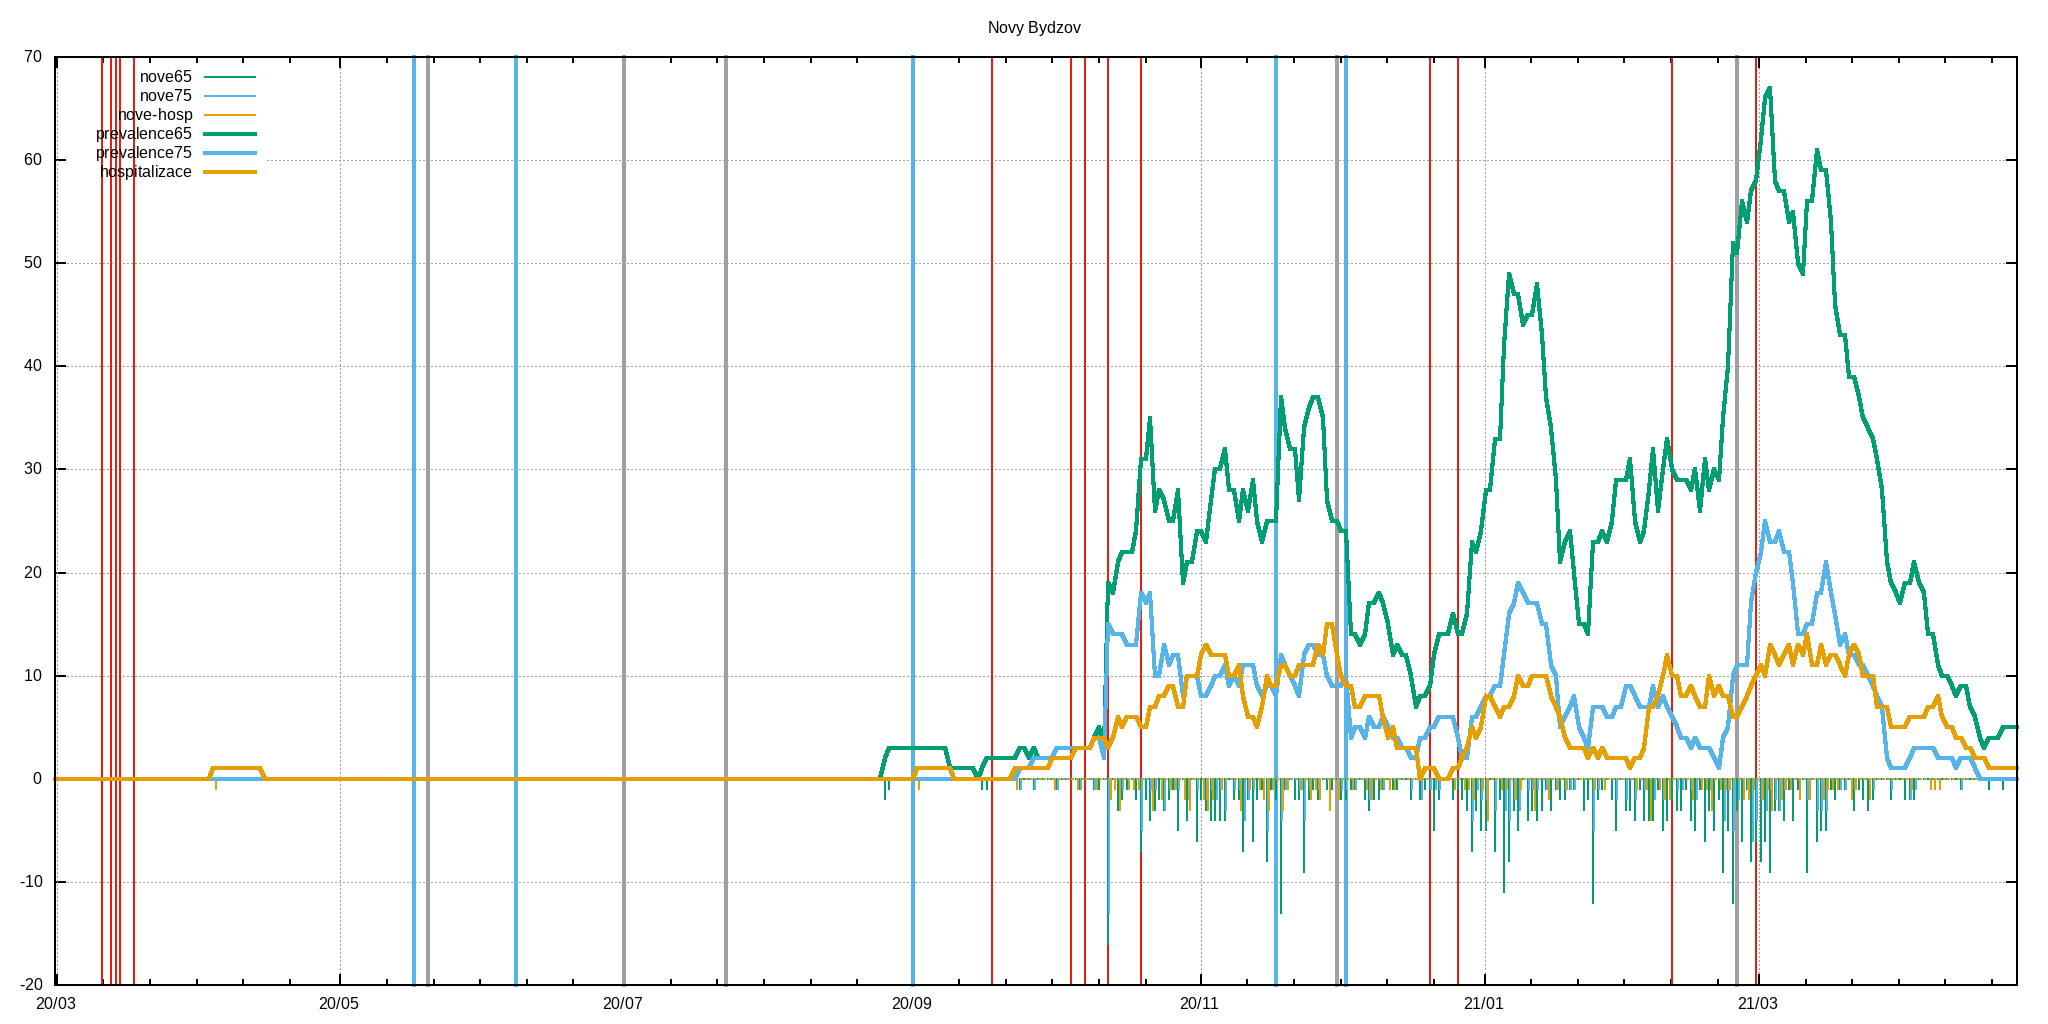 Novy Bydzov
70
nove65
nove75
nove-hosp
prevalence65
prevalence75
hospitalizace
60
50
40
30
20
10
0
-10
-20
20/03 20/05 20/07 20/09 20/11 21/01 21/03